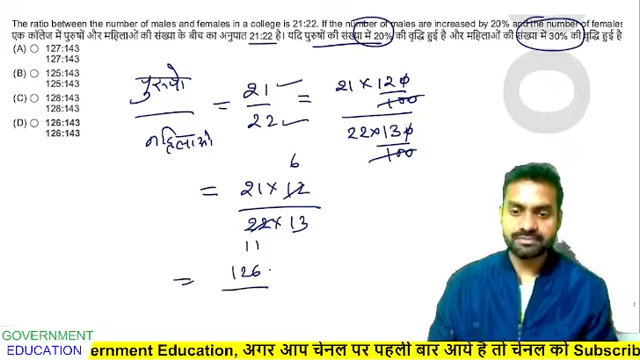 The ratio between the number of males and females in a college is 21:22. If the number of males are increased by 20% and the number of females
एक कॉलेज में पुरुषों और महिलाओं की संख्या के बीच का अनुपात 21:22 है। यदि पुरुषों की संख्या में 20% की वृद्धि हुई है और महिलाओं की संख्या में 30% की वृद्धि हुई है
(A) 127:143
127:143
(B) 125:143
125:143
(C) 128:143
128:143
(D) 126:143
126:143
पुरुषो / महिलाओ = 21 / 22 = 21 × 120/100 / 22 × 130/100
= 21 × 12 6 / 22 × 13 11
= 126
GOVERNMENT
EDUCATION
ernment Education, अगर आप चेनल पर पहली बार आये है तो चेनल को Subscrib